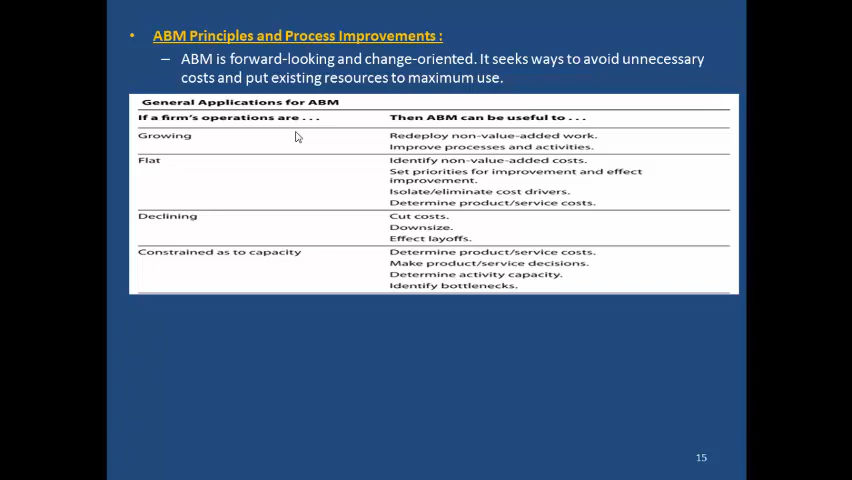 • ABM Principles and Process Improvements :
– ABM is forward-looking and change-oriented. It seeks ways to avoid unnecessary
costs and put existing resources to maximum use.
General Applications for ABM
If a firm's operations are . . . Then ABM can be useful to . . .
Growing Redeploy non-value-added work.
Improve processes and activities.
Flat Identify non-value-added costs.
Set priorities for improvement and effect
improvement.
Isolate/eliminate cost drivers.
Determine product/service costs.
Declining Cut costs.
Downsize.
Effect layoffs.
Constrained as to capacity Determine product/service costs.
Make product/service decisions.
Determine activity capacity.
Identify bottlenecks.
15